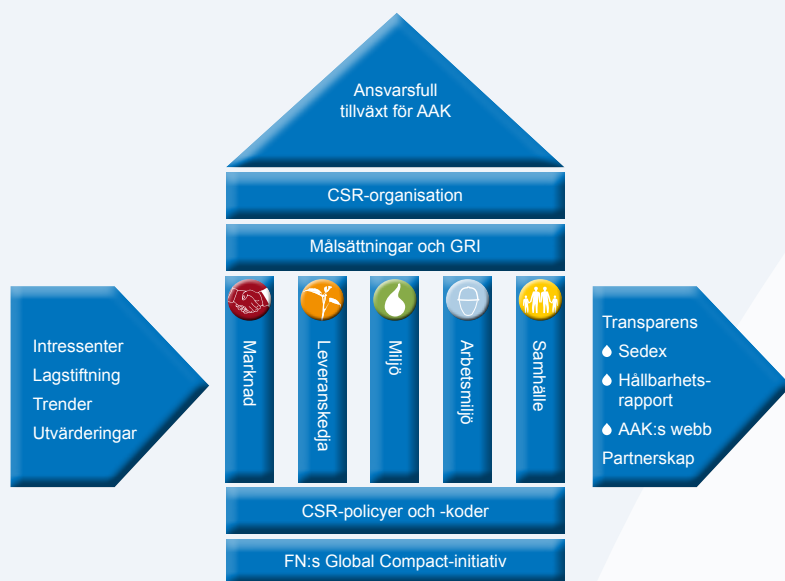 Ansvarsfull
tillväxt för AAK
CSR-organisation
Målsättningar och GRI
Intressenter
Lagstiftning
Trender
Utvärderingar
Marknad
Leveranskedja
Miljö
Arbetsmiljö
Samhälle
Transparens
Sedex
Hållbarhets-
rapport
AAK:s webb
Partnerskap
CSR-policyer och -koder
FN:s Global Compact-initiativ